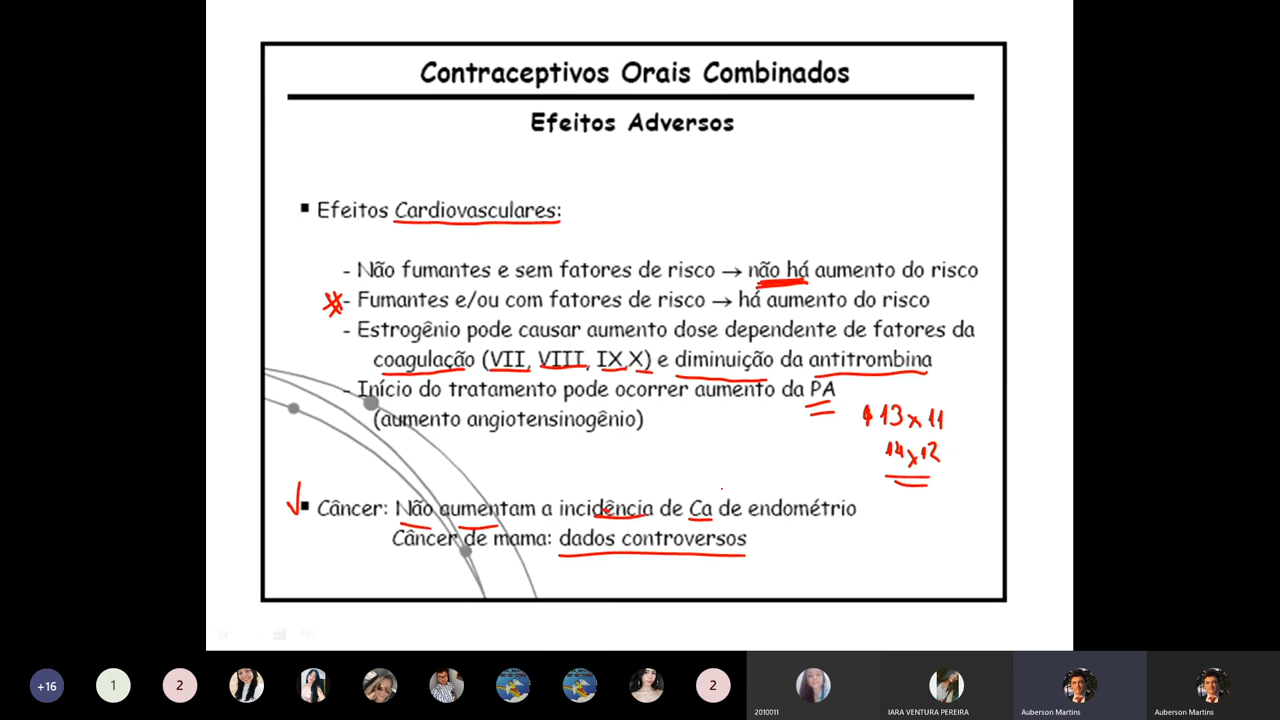 Contraceptivos Orais Combinados
Efeitos Adversos
▪ Efeitos Cardiovasculares:
- Não fumantes e sem fatores de risco → não há aumento do risco
- Fumantes e/ou com fatores de risco → há aumento do risco
- Estrogênio pode causar aumento dose dependente de fatores da
coagulação (VII, VIII, IX,X) e diminuição da antitrombina
- Início do tratamento pode ocorrer aumento da PA
(aumento angiotensinogênio)
13 x 11
14 x 12
▪ Câncer: Não aumentam a incidência de Ca de endométrio
Câncer de mama: dados controversos
+16 1 2 2
2010011 IARA VENTURA PEREIRA Auberson Martins Auberson Martins